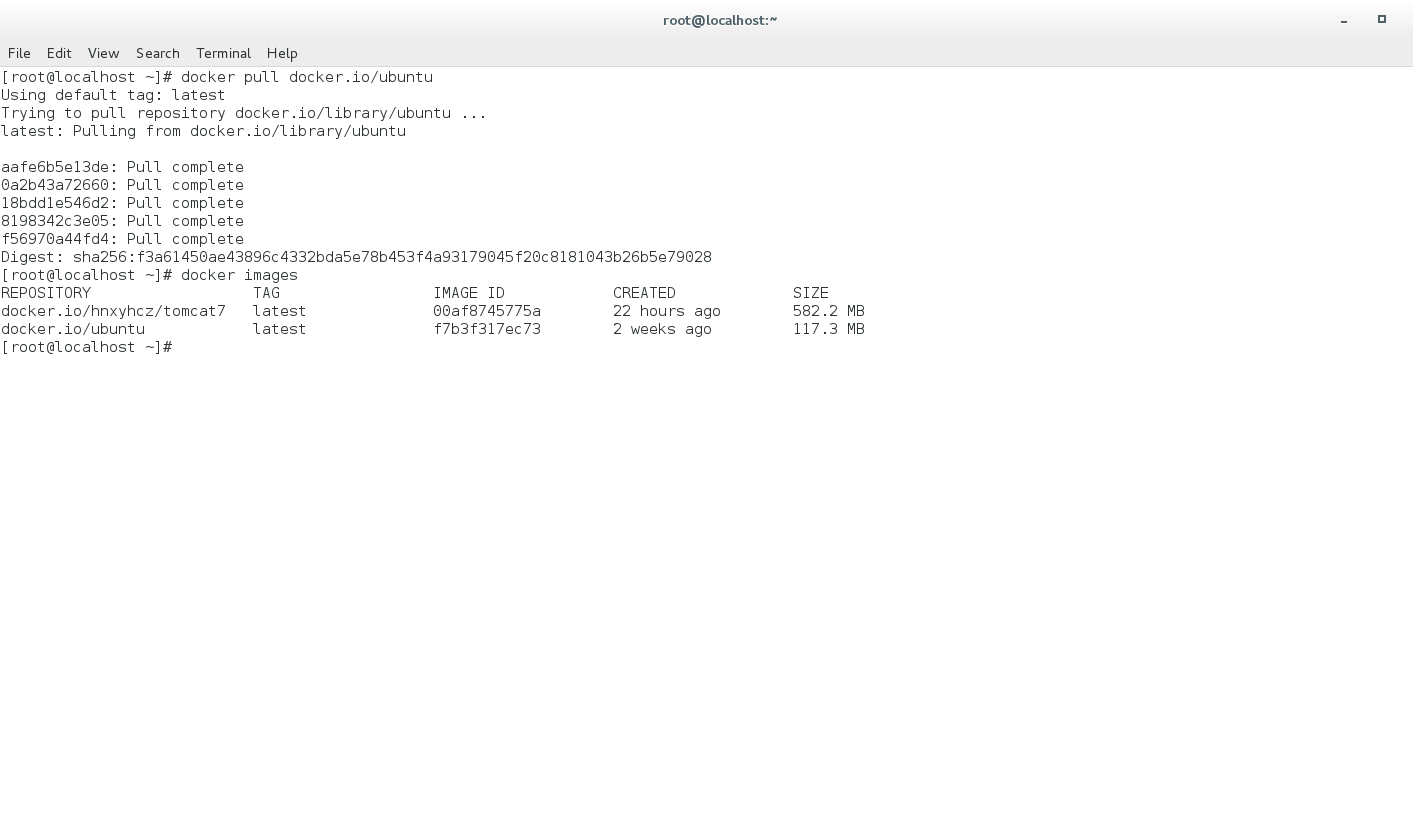 root@localhost:~
File Edit View Search Terminal Help
[root@localhost ~]# docker pull docker.io/ubuntu
Using default tag: latest
Trying to pull repository docker.io/library/ubuntu ...
latest: Pulling from docker.io/library/ubuntu
aafe6b5e13de: Pull complete
0a2b43a72660: Pull complete
18bdd1e546d2: Pull complete
8198342c3e05: Pull complete
f56970a44fd4: Pull complete
Digest: sha256:f3a61450ae43896c4332bda5e78b453f4a93179045f20c8181043b26b5e79028
[root@localhost ~]# docker images
REPOSITORY TAG IMAGE ID CREATED SIZE
docker.io/hnxyhcz/tomcat7 latest 00af8745775a 22 hours ago 582.2 MB
docker.io/ubuntu latest f7b3f317ec73 2 weeks ago 117.3 MB
[root@localhost ~]#